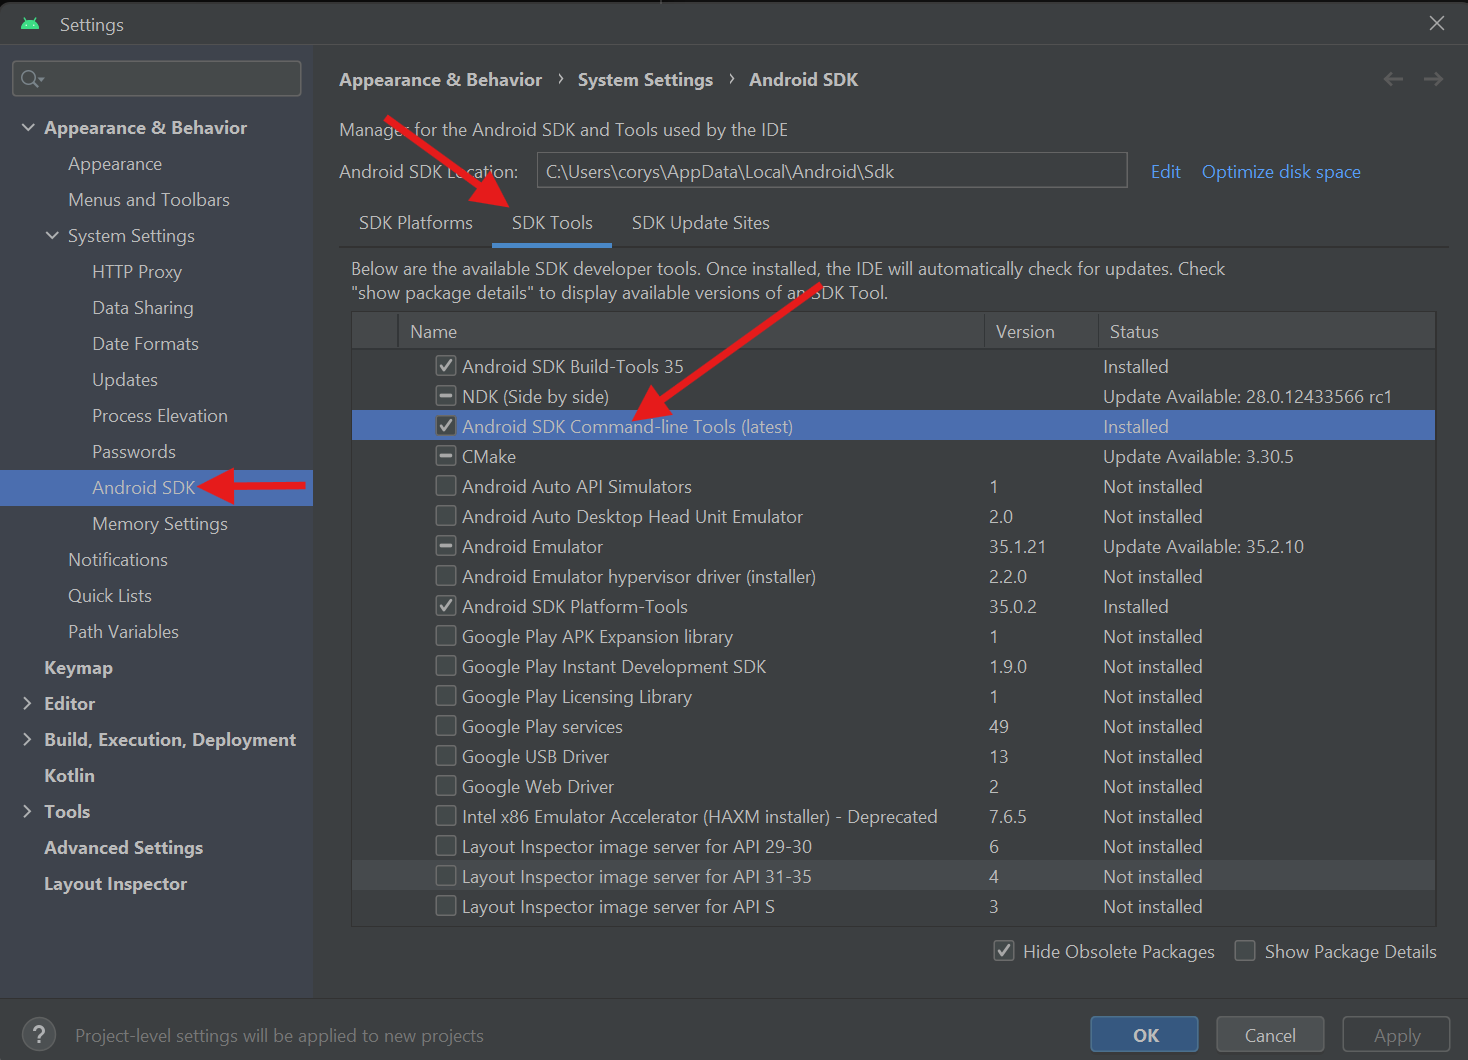 Settings
Appearance & Behavior › System Settings › Android SDK
Manager for the Android SDK and Tools used by the IDE
Android SDK Location: C:\Users\corys\AppData\Local\Android\Sdk Edit Optimize disk space
SDK Platforms SDK Tools SDK Update Sites
Below are the available SDK developer tools. Once installed, the IDE will automatically check for updates. Check
"show package details" to display available versions of an SDK Tool.
Appearance & Behavior
Appearance
Menus and Toolbars
System Settings
HTTP Proxy
Data Sharing
Date Formats
Updates
Process Elevation
Passwords
Android SDK
Memory Settings
Notifications
Quick Lists
Path Variables
Keymap
Editor
Build, Execution, Deployment
Kotlin
Tools
Advanced Settings
Layout Inspector
Name Version Status
Android SDK Build-Tools 35 Installed
NDK (Side by side) Update Available: 28.0.12433566 rc1
Android SDK Command-line Tools (latest) Installed
CMake Update Available: 3.30.5
Android Auto API Simulators 1 Not installed
Android Auto Desktop Head Unit Emulator 2.0 Not installed
Android Emulator 35.1.21 Update Available: 35.2.10
Android Emulator hypervisor driver (installer) 2.2.0 Not installed
Android SDK Platform-Tools 35.0.2 Installed
Google Play APK Expansion library 1 Not installed
Google Play Instant Development SDK 1.9.0 Not installed
Google Play Licensing Library 1 Not installed
Google Play services 49 Not installed
Google USB Driver 13 Not installed
Google Web Driver 2 Not installed
Intel x86 Emulator Accelerator (HAXM installer) - Deprecated 7.6.5 Not installed
Layout Inspector image server for API 29-30 6 Not installed
Layout Inspector image server for API 31-35 4 Not installed
Layout Inspector image server for API S 3 Not installed
Hide Obsolete Packages Show Package Details
? Project-level settings will be applied to new projects
OK Cancel Apply